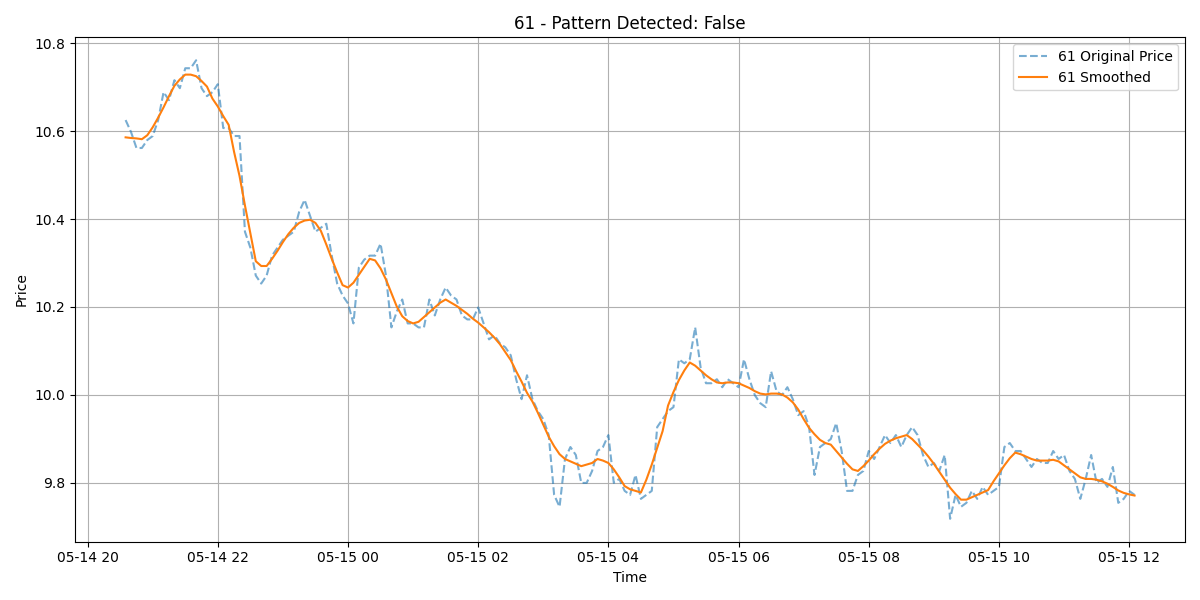 61 - Pattern Detected: False
61 Original Price
61 Smoothed
Price
10.8
10.6
10.4
10.2
10.0
9.8
05-14 20 05-14 22 05-15 00 05-15 02 05-15 04 05-15 06 05-15 08 05-15 10 05-15 12
Time